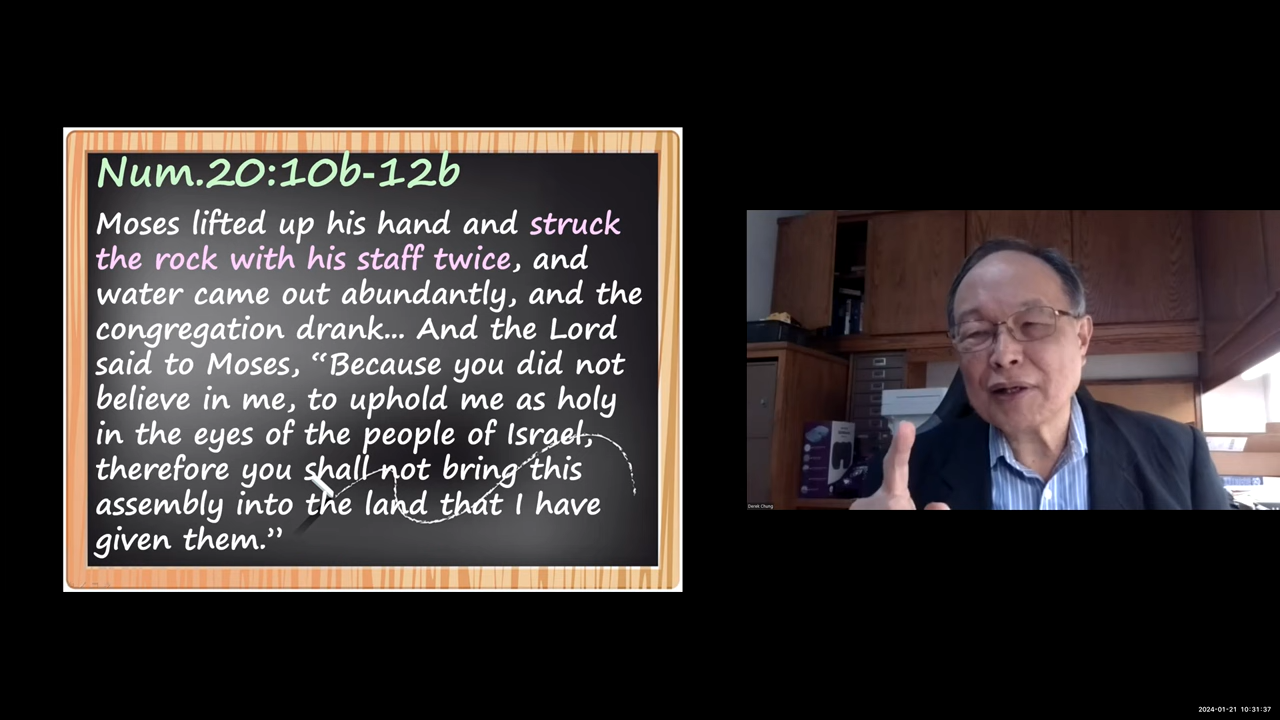 Num.20:10b-12b
Moses lifted up his hand and struck
the rock with his staff twice, and
water came out abundantly, and the
congregation drank... And the Lord
said to Moses, “Because you did not
believe in me, to uphold me as holy
in the eyes of the people of Israel,
therefore you shall not bring this
assembly into the land that I have
given them.”
Derek Chung
2024-01-21 10:31:37